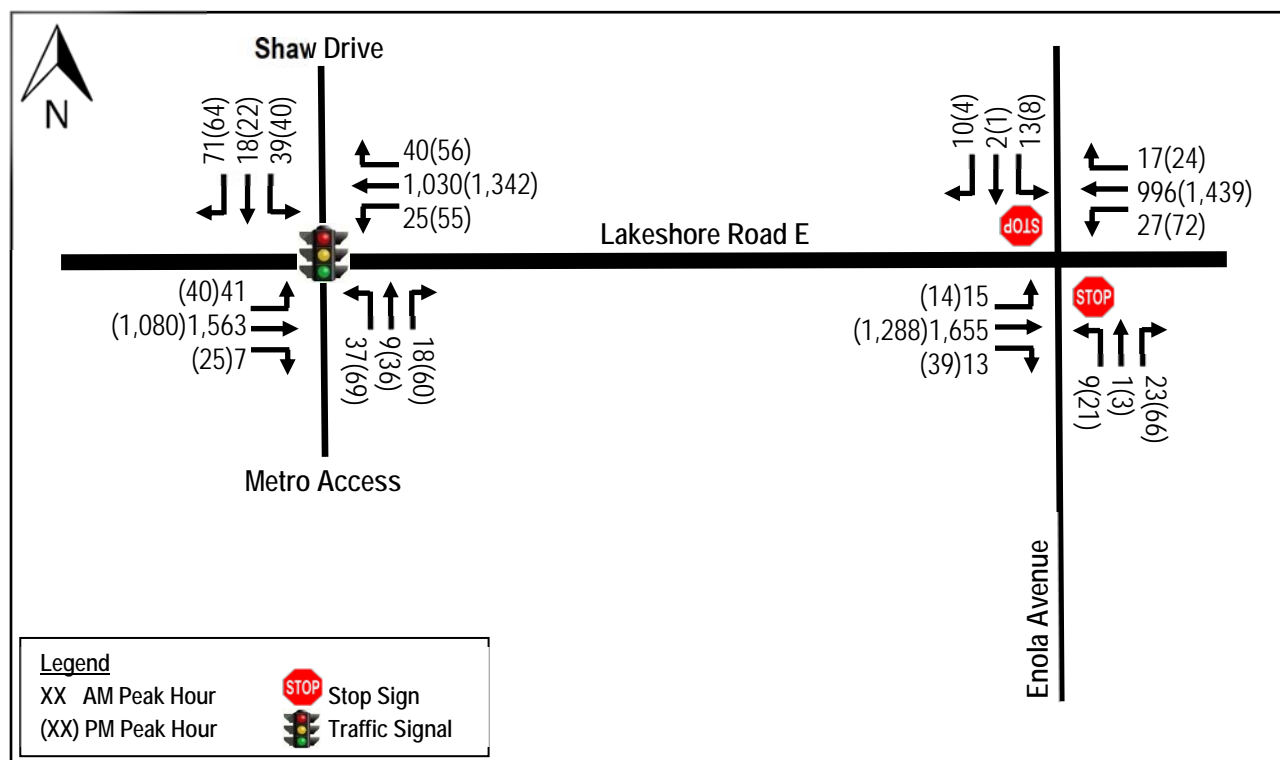 N
Shaw Drive
71(64)
18(22)
39(40)
40(56)
1,030(1,342)
25(55)
(40)41
(1,080)1,563
(25)7
37(69)
9(36)
18(60)
Metro Access
Lakeshore Road E
10(4)
2(1)
13(8)
STOP
17(24)
996(1,439)
27(72)
(14)15
(1,288)1,655
(39)13
STOP
9(21)
1(3)
23(66)
Enola Avenue
Legend
XX AM Peak Hour
(XX) PM Peak Hour
STOP Stop Sign
Traffic Signal